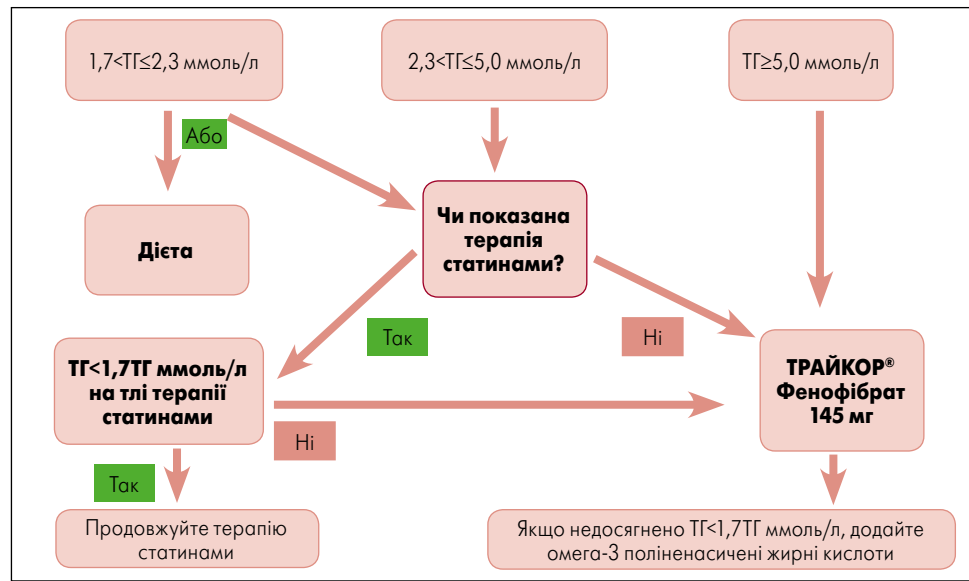 1,7<ТГ≤2,3 ммоль/л
2,3<ТГ≤5,0 ммоль/л
ТГ≥5,0 ммоль/л
Або
Дієта
Чи показана
терапія
статинами?
Так
Ні
ТГ<1,7ТГ ммоль/л
на тлі терапії
статинами
ТРАЙКОР®
Фенофібрат
145 мг
Ні
Так
Продовжуйте терапію
статинами
Якщо недосягнено ТГ<1,7ТГ ммоль/л, додайте
омега-3 поліненасичені жирні кислоти